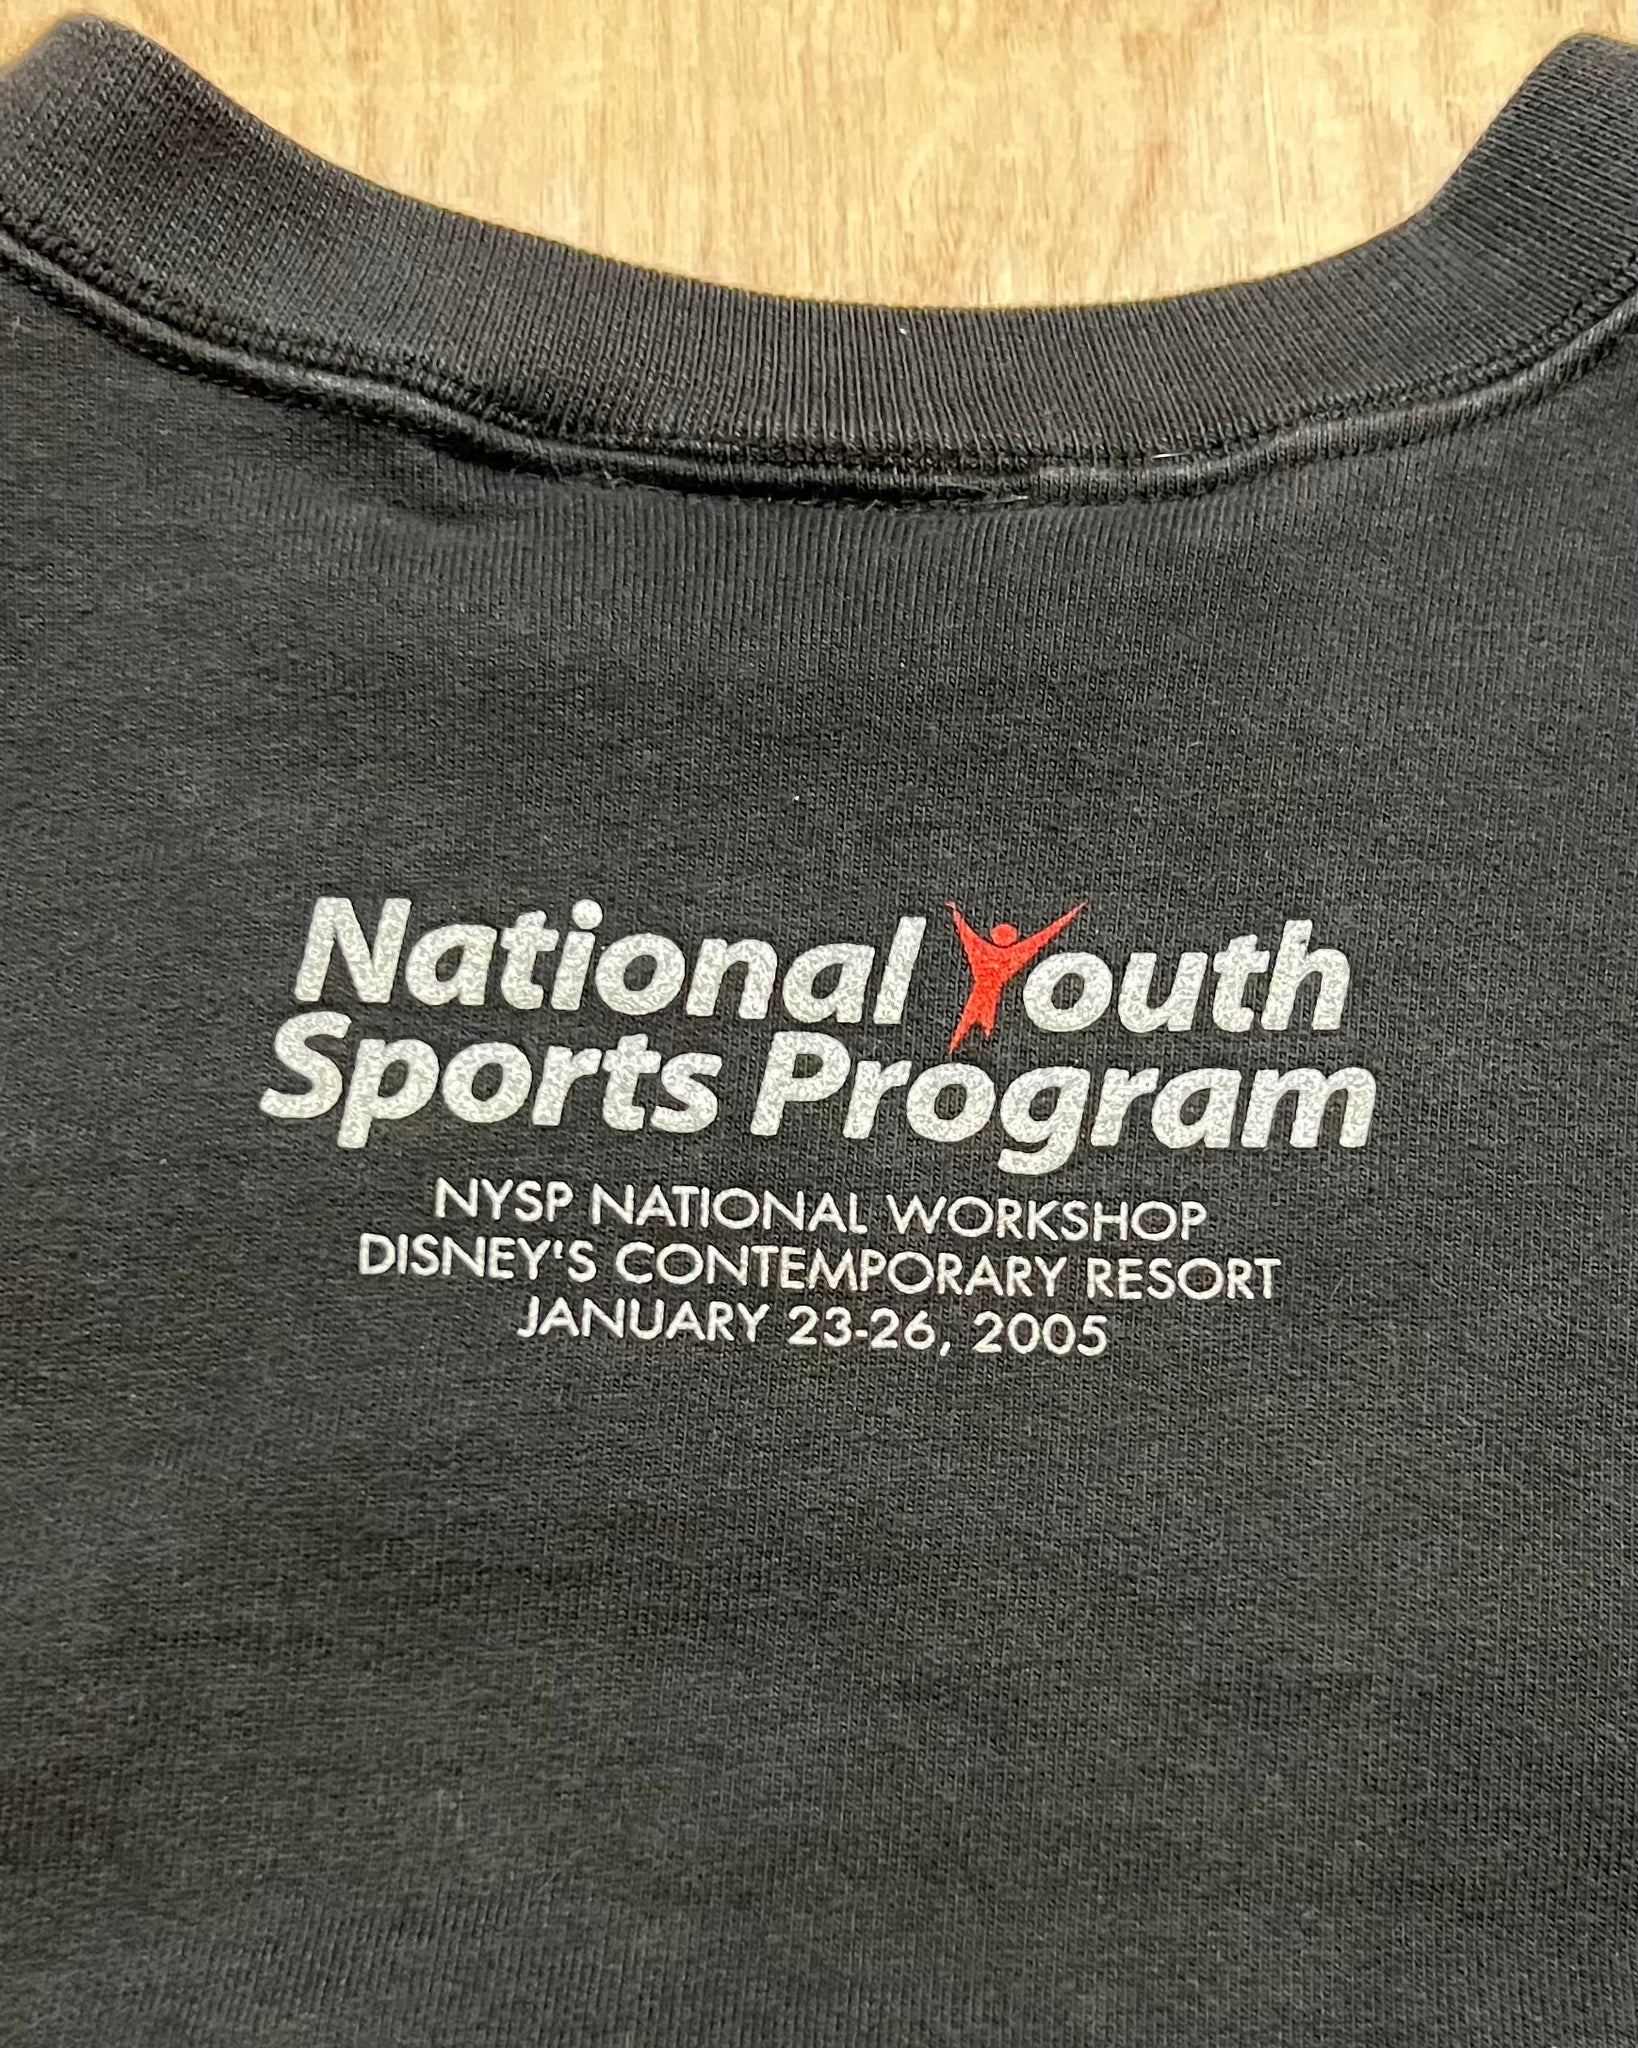 National Youth
Sports Program
NYSP NATIONAL WORKSHOP
DISNEY'S CONTEMPORARY RESORT
JANUARY 23-26, 2005